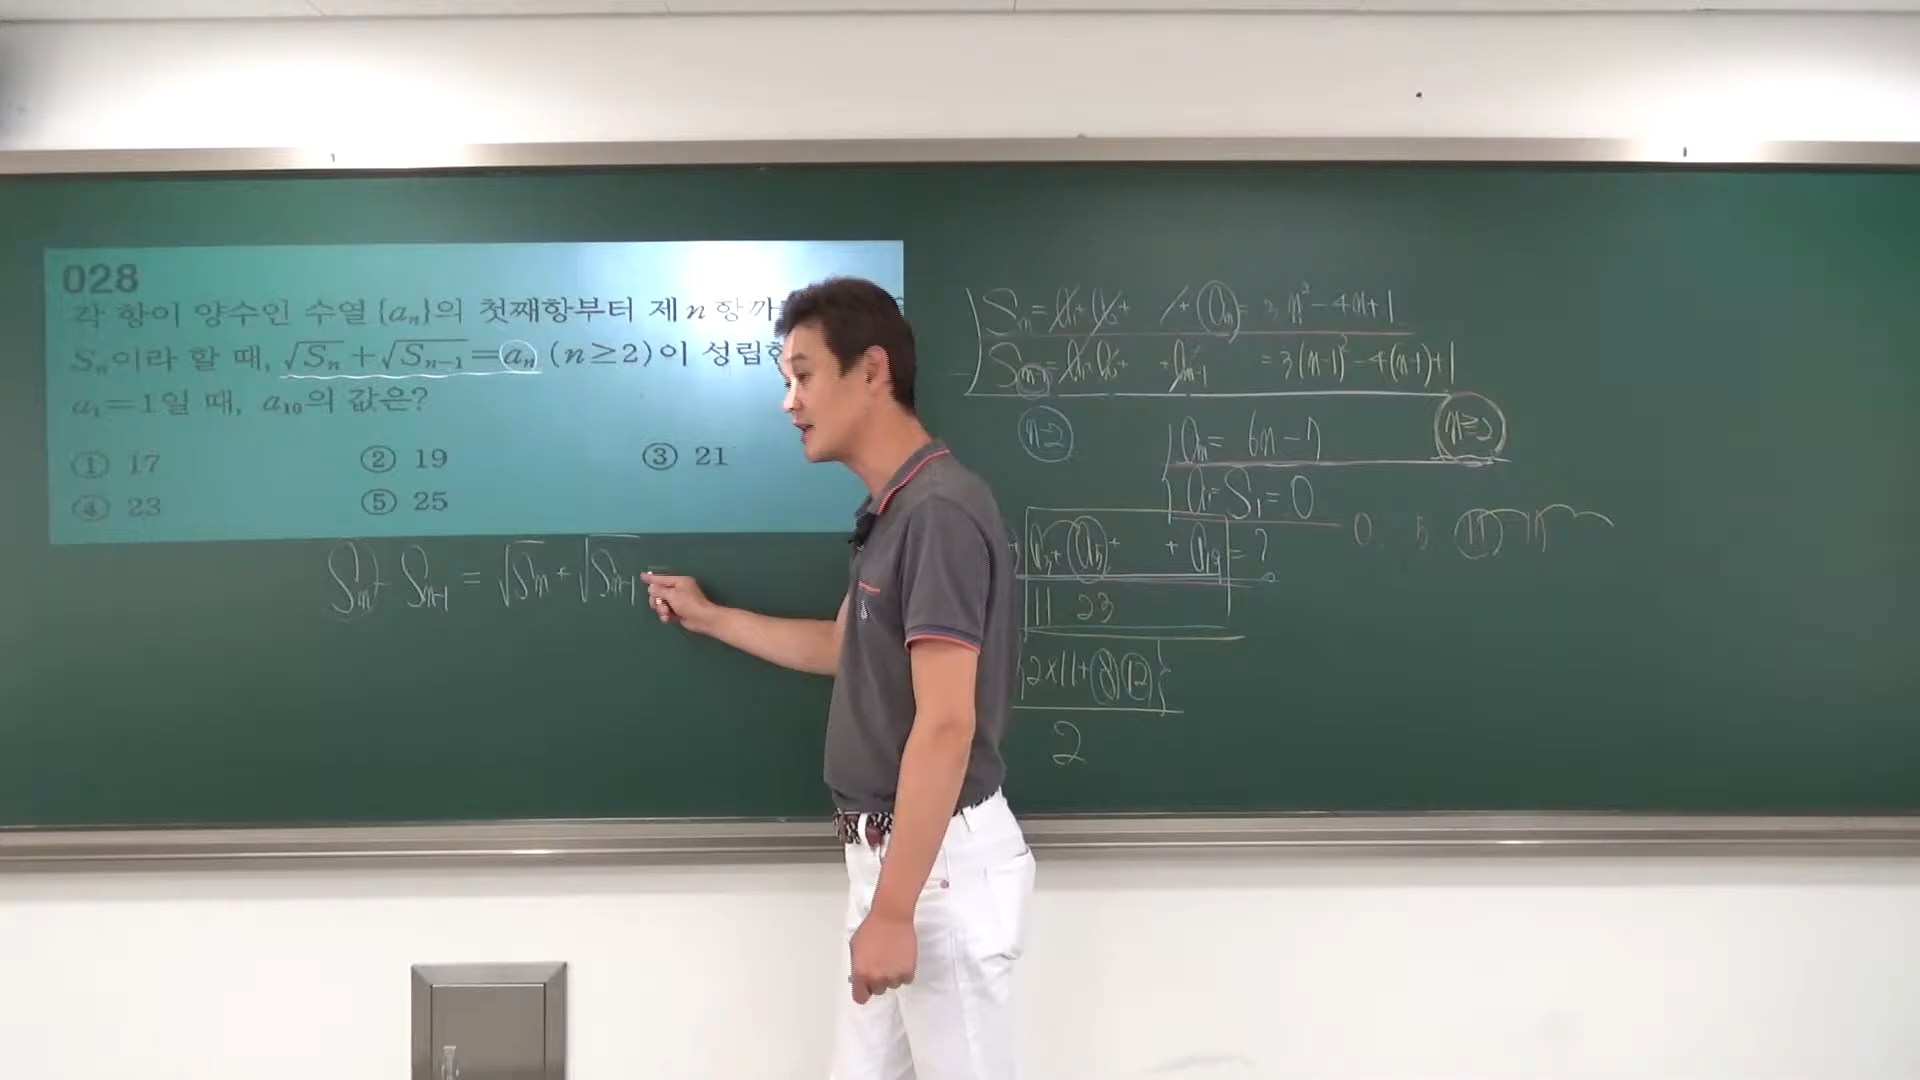 028
각 항이 양수인 수열 {aₙ}의 첫째항부터 제 n 항까
Sₙ이라 할 때, √Sₙ+√Sₙ₋₁=aₙ (n≥2)이 성립
a₁=1일 때, a₁₀의 값은?
① 17 ② 19 ③ 21
④ 23 ⑤ 25
Sₙ - Sₙ₋₁ = √Sₙ + √Sₙ₋₁
Sₙ = a₁+a₂+ + aₙ = 3n²-4n+1
Sₙ₋₁ = a₁+a₂+ +aₙ₋₁ = 3(n-1)²-4(n-1)+1
aₙ = 6n-7 n≥2
a₁=S₁=0
a₃+a₅+ +a₁₉ = ?
11 23
2×11+8)12}
2